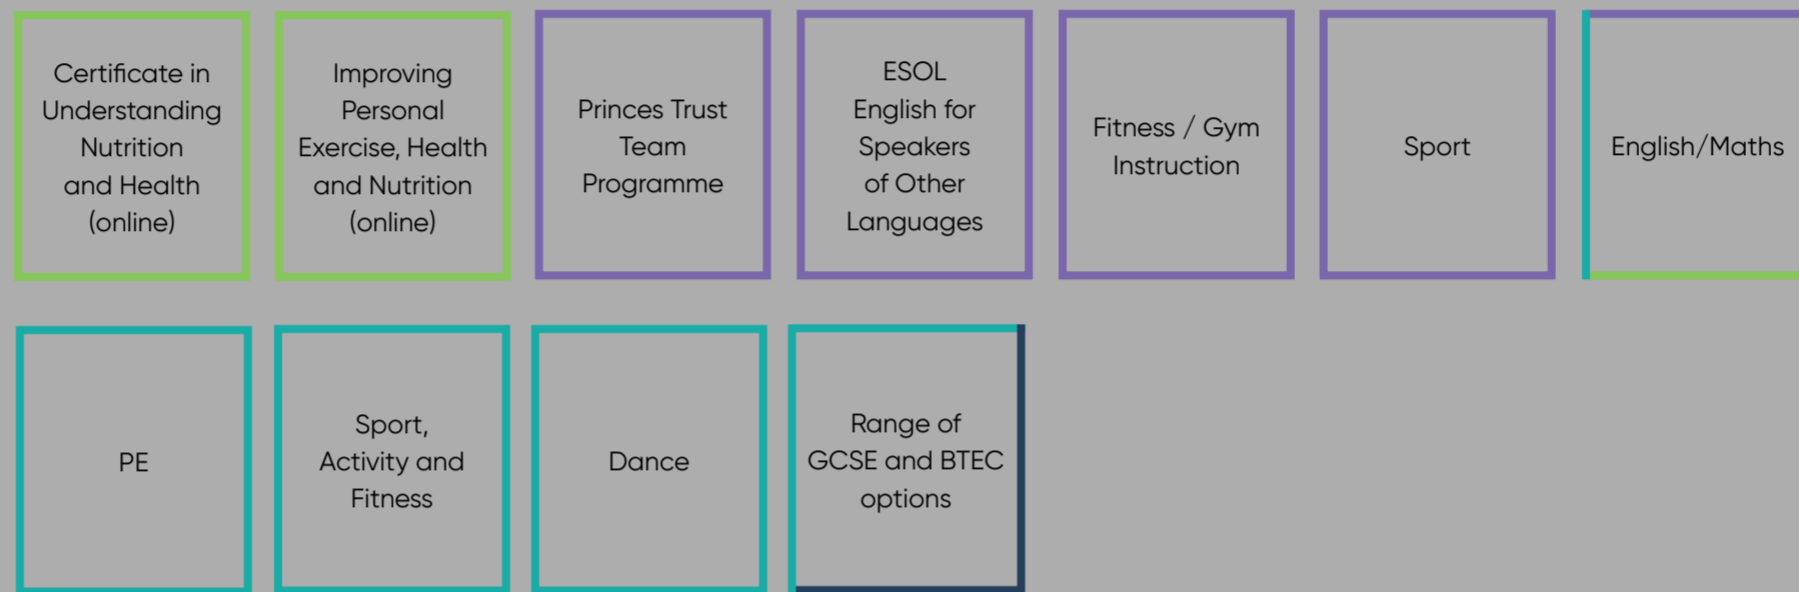 Certificate in
Understanding
Nutrition
and Health
(online)
Improving
Personal
Exercise, Health
and Nutrition
(online)
Princes Trust
Team
Programme
ESOL
English for
Speakers
of Other
Languages
Fitness / Gym
Instruction
Sport
English/Maths
PE
Sport,
Activity and
Fitness
Dance
Range of
GCSE and BTEC
options